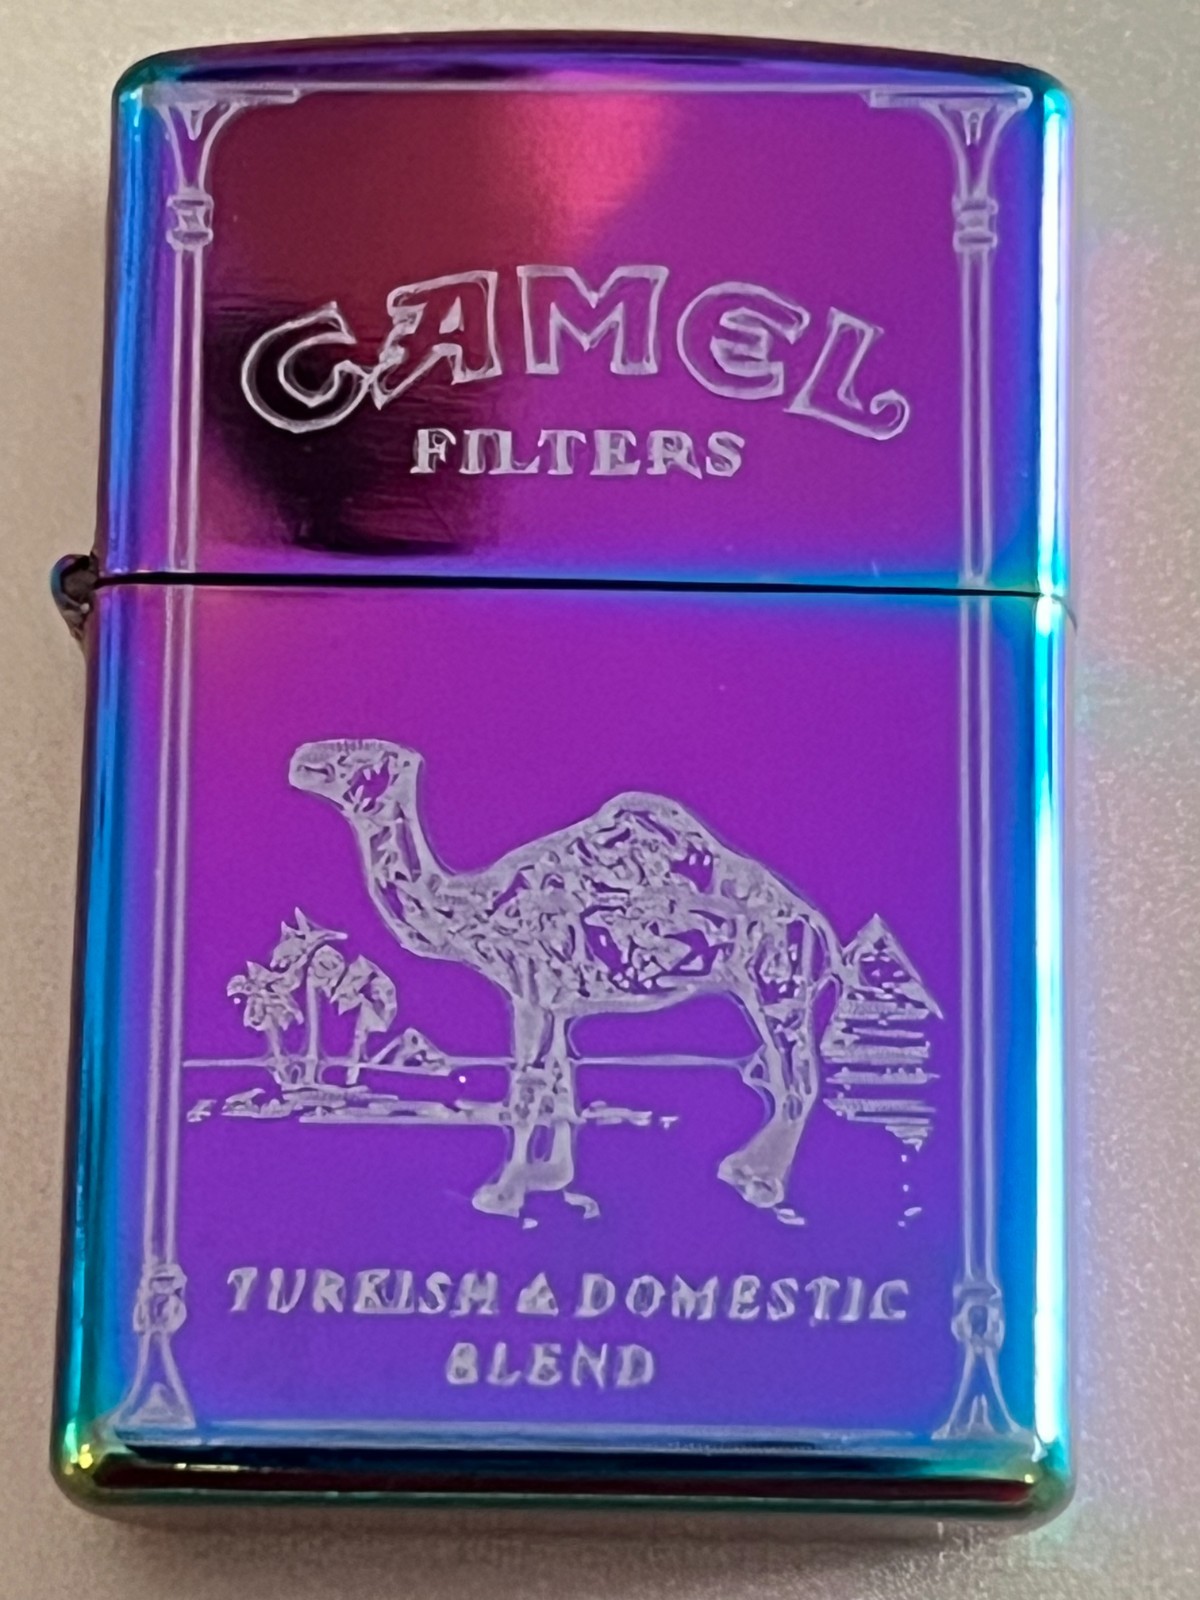 CAMEL
FILTERS
TURKISH & DOMESTIC
BLEND